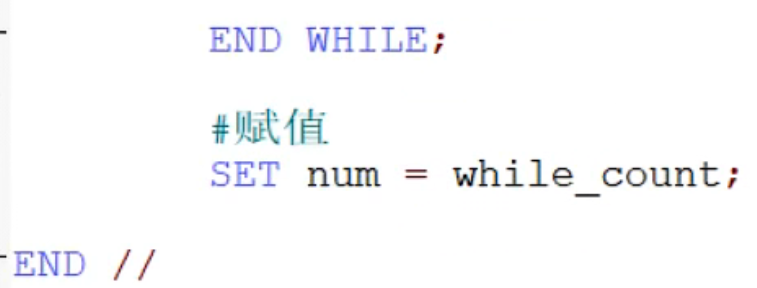 END WHILE;
#赋值
SET num = while_count;
END //